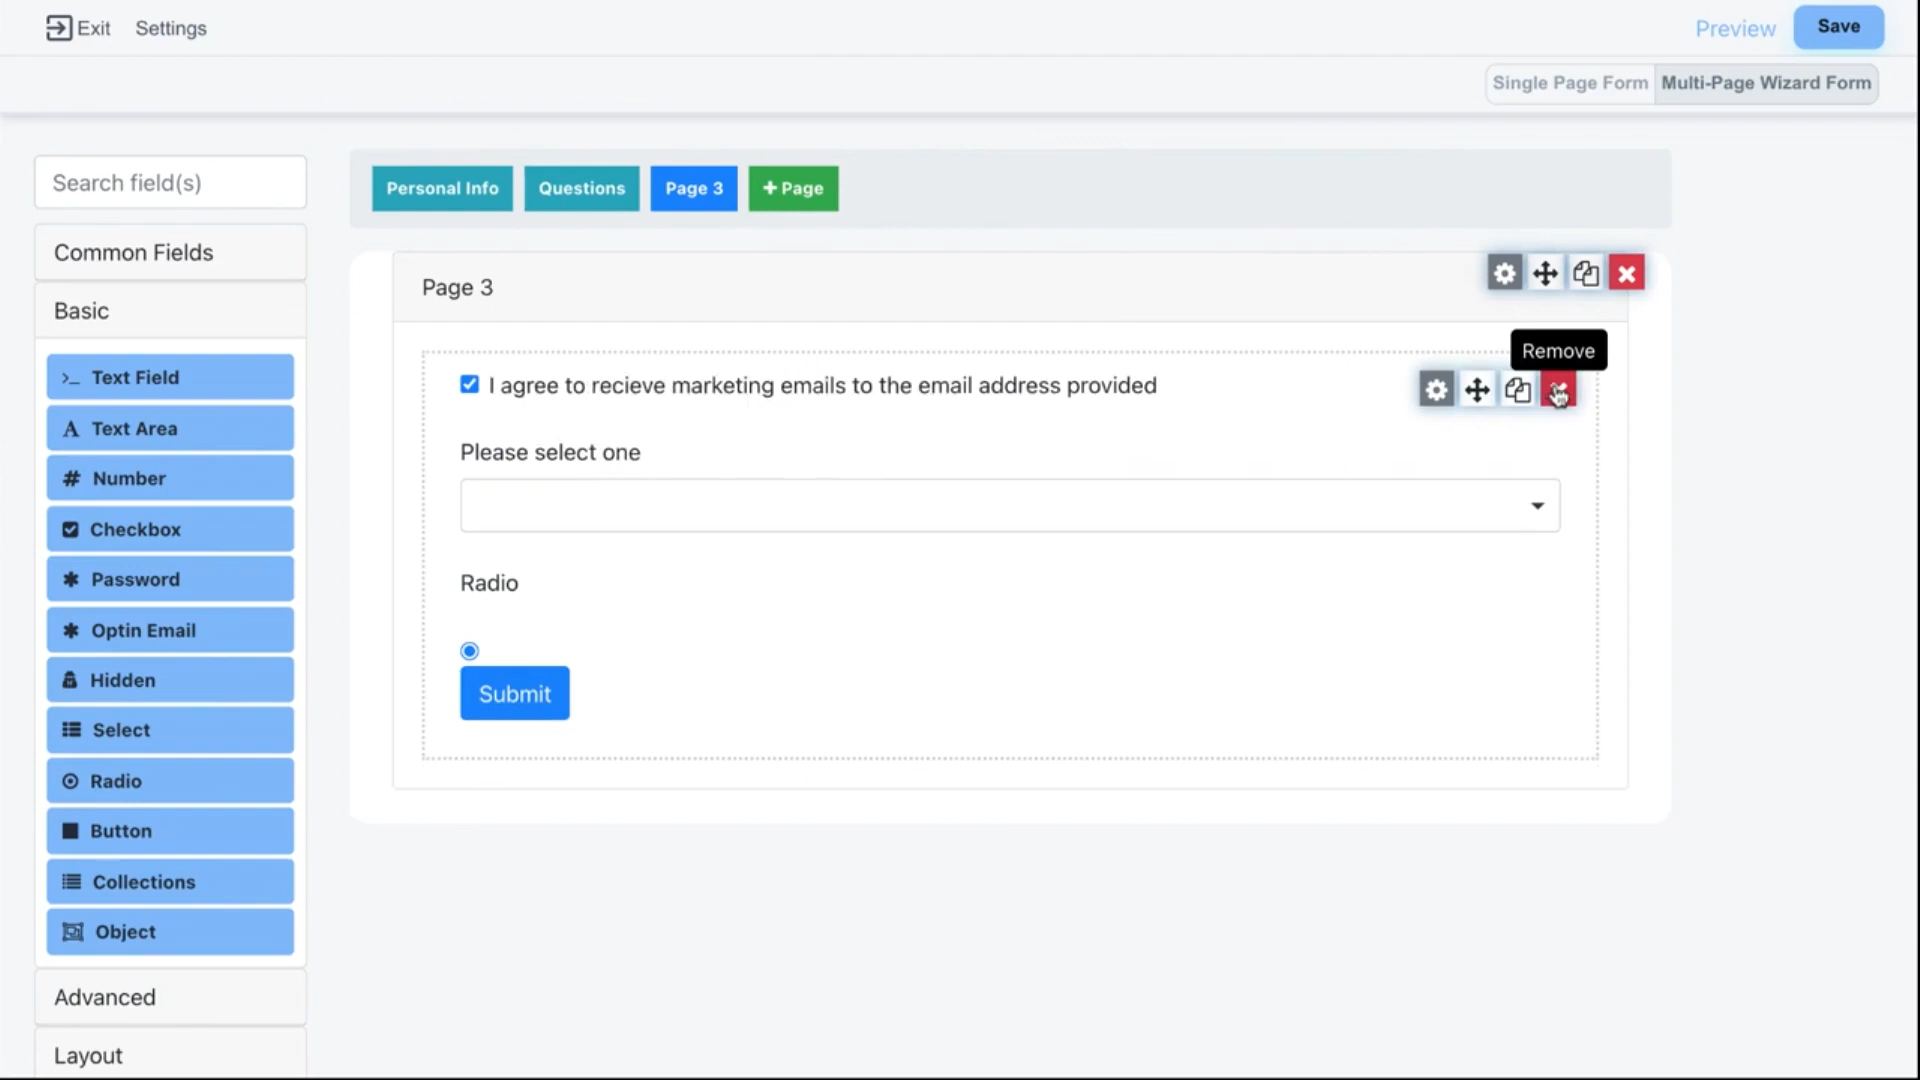 Exit Settings Preview Save
Single Page Form Multi-Page Wizard Form
Search field(s)
Common Fields
Basic
>_ Text Field
A Text Area
# Number
Checkbox
Password
Optin Email
Hidden
Select
Radio
Button
Collections
Object
Advanced
Layout
Personal Info Questions Page 3 + Page
Page 3
Remove
I agree to recieve marketing emails to the email address provided
Please select one
Radio
Submit